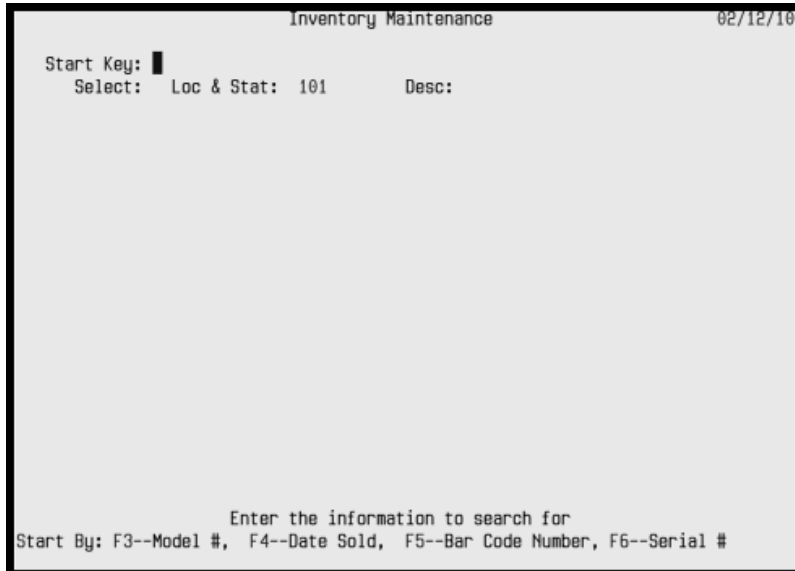 Inventory Maintenance 02/12/10
Start Key:
Select: Loc & Stat: 101 Desc:
Enter the information to search for
Start By: F3--Model #, F4--Date Sold, F5--Bar Code Number, F6--Serial #